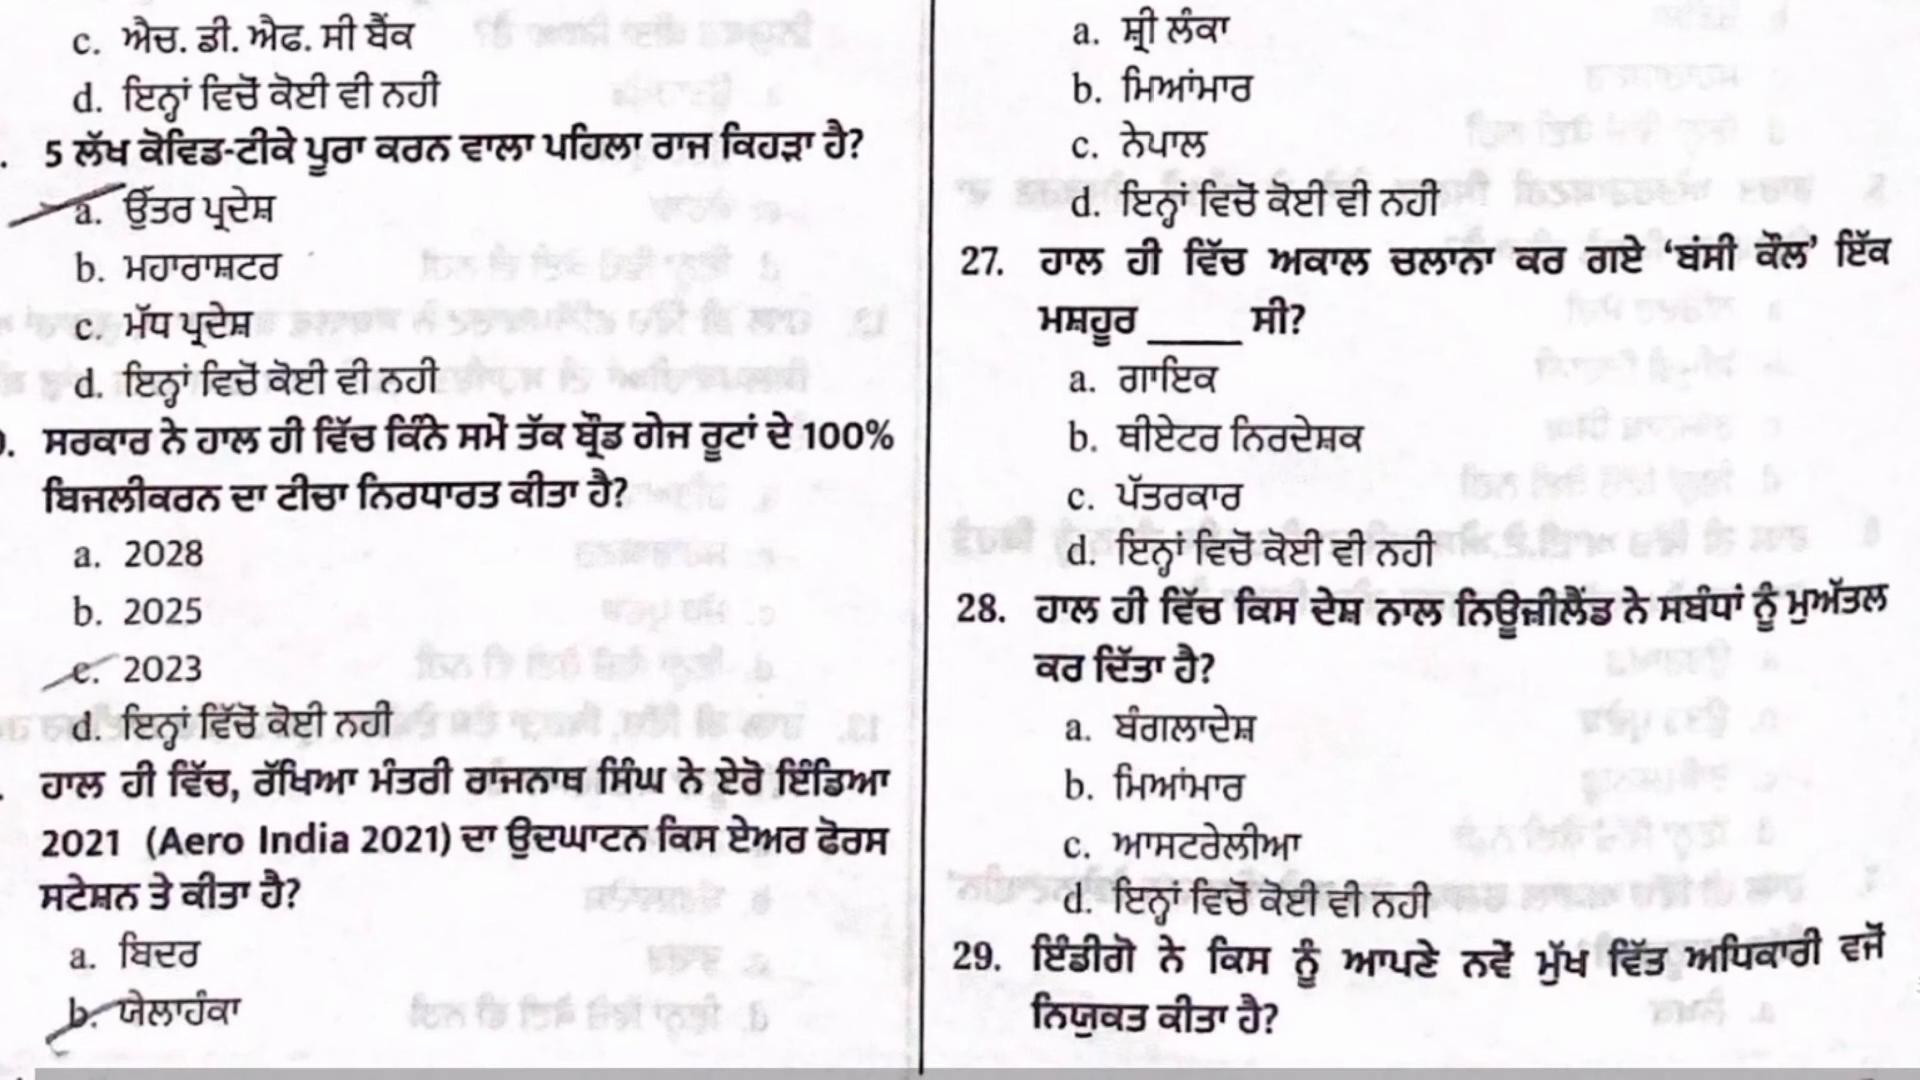 c. ਐਚ. ਡੀ. ਐਫ. ਸੀ ਬੈਂਕ
d. ਇਨ੍ਹਾਂ ਵਿਚੋਂ ਕੋਈ ਵੀ ਨਹੀ
. 5 ਲੱਖ ਕੋਵਿਡ-ਟੀਕੇ ਪੂਰਾ ਕਰਨ ਵਾਲਾ ਪਹਿਲਾ ਰਾਜ ਕਿਹੜਾ ਹੈ?
a. ਉੱਤਰ ਪ੍ਰਦੇਸ਼
b. ਮਹਾਰਾਸ਼ਟਰ
c. ਮੱਧ ਪ੍ਰਦੇਸ਼
d. ਇਨ੍ਹਾਂ ਵਿਚੋਂ ਕੋਈ ਵੀ ਨਹੀ
. ਸਰਕਾਰ ਨੇ ਹਾਲ ਹੀ ਵਿੱਚ ਕਿੰਨੇ ਸਮੇਂ ਤੱਕ ਬ੍ਰੌਡ ਗੇਜ ਰੂਟਾਂ ਦੇ 100%
ਬਿਜਲੀਕਰਨ ਦਾ ਟੀਚਾ ਨਿਰਧਾਰਤ ਕੀਤਾ ਹੈ?
a. 2028
b. 2025
c. 2023
d. ਇਨ੍ਹਾਂ ਵਿੱਚੋਂ ਕੋਈ ਨਹੀ
. ਹਾਲ ਹੀ ਵਿੱਚ, ਰੱਖਿਆ ਮੰਤਰੀ ਰਾਜਨਾਥ ਸਿੰਘ ਨੇ ਏਰੋ ਇੰਡਿਆ
2021 (Aero India 2021) ਦਾ ਉਦਘਾਟਨ ਕਿਸ ਏਅਰ ਫੋਰਸ
ਸਟੇਸ਼ਨ ਤੇ ਕੀਤਾ ਹੈ?
a. ਬਿਦਰ
b. ਯੇਲਾਹੰਕਾ
a. ਸ਼੍ਰੀ ਲੰਕਾ
b. ਮਿਆਂਮਾਰ
c. ਨੇਪਾਲ
d. ਇਨ੍ਹਾਂ ਵਿਚੋਂ ਕੋਈ ਵੀ ਨਹੀ
27. ਹਾਲ ਹੀ ਵਿੱਚ ਅਕਾਲ ਚਲਾਨਾ ਕਰ ਗਏ ‘ਬੰਸੀ ਕੌਲ’ ਇੱਕ
ਮਸ਼ਹੂਰ _____ ਸੀ?
a. ਗਾਇਕ
b. ਥੀਏਟਰ ਨਿਰਦੇਸ਼ਕ
c. ਪੱਤਰਕਾਰ
d. ਇਨ੍ਹਾਂ ਵਿਚੋਂ ਕੋਈ ਵੀ ਨਹੀ
28. ਹਾਲ ਹੀ ਵਿੱਚ ਕਿਸ ਦੇਸ਼ ਨਾਲ ਨਿਊਜ਼ੀਲੈਂਡ ਨੇ ਸਬੰਧਾਂ ਨੂੰ ਮੁਅੱਤਲ
ਕਰ ਦਿੱਤਾ ਹੈ?
a. ਬੰਗਲਾਦੇਸ਼
b. ਮਿਆਂਮਾਰ
c. ਆਸਟਰੇਲੀਆ
d. ਇਨ੍ਹਾਂ ਵਿਚੋਂ ਕੋਈ ਵੀ ਨਹੀ
29. ਇੰਡੀਗੋ ਨੇ ਕਿਸ ਨੂੰ ਆਪਣੇ ਨਵੇਂ ਮੁੱਖ ਵਿੱਤ ਅਧਿਕਾਰੀ ਵਜੋਂ
ਨਿਯੁਕਤ ਕੀਤਾ ਹੈ?